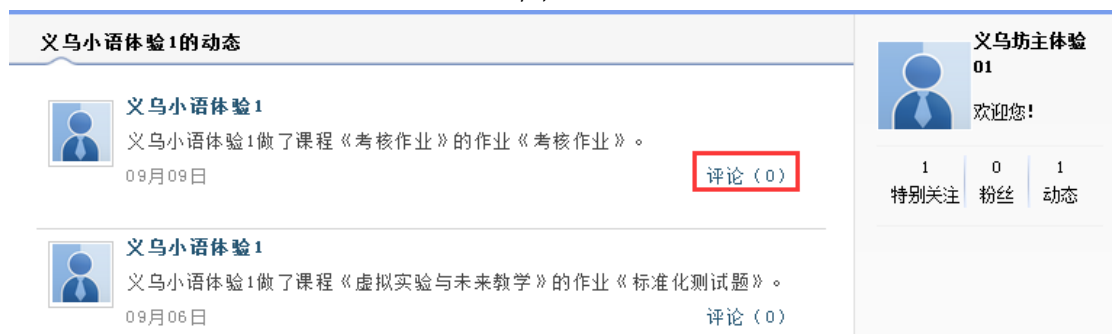 义乌小语体验1的动态
义乌小语体验1
义乌小语体验1做了课程《考核作业》的作业《考核作业》。
09月09日
评论（0）
义乌小语体验1
义乌小语体验1做了课程《虚拟实验与未来教学》的作业《标准化测试题》。
09月06日
评论（0）
义乌坊主体验
01
欢迎您!
1 0 1
特别关注 粉丝 动态